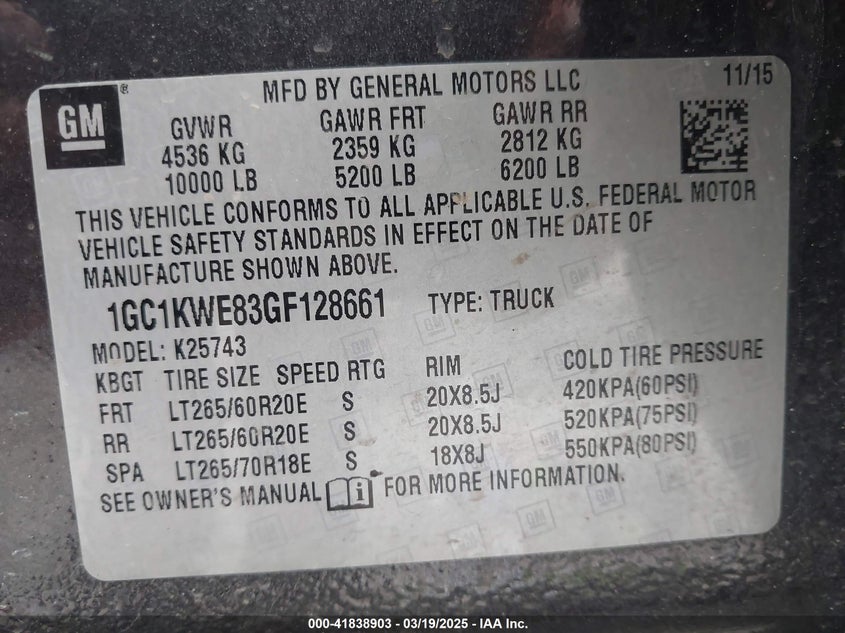 MFD BY GENERAL MOTORS LLC 11/15
GM®
GVWR GAWR FRT GAWR RR
4536 KG 2359 KG 2812 KG
10000 LB 5200 LB 6200 LB
THIS VEHICLE CONFORMS TO ALL APPLICABLE U.S. FEDERAL MOTOR
VEHICLE SAFETY STANDARDS IN EFFECT ON THE DATE OF
MANUFACTURE SHOWN ABOVE.
1GC1KWE83GF128661 TYPE: TRUCK
MODEL: K25743
KBGT TIRE SIZE SPEED RTG RIM COLD TIRE PRESSURE
FRT LT265/60R20E S 20X8.5J 420KPA(60PSI)
RR LT265/60R20E S 20X8.5J 520KPA(75PSI)
SPA LT265/70R18E S 18X8J 550KPA(80PSI)
SEE OWNER'S MANUAL i FOR MORE INFORMATION.
000-41838903 - 03/19/2025 - IAA Inc.